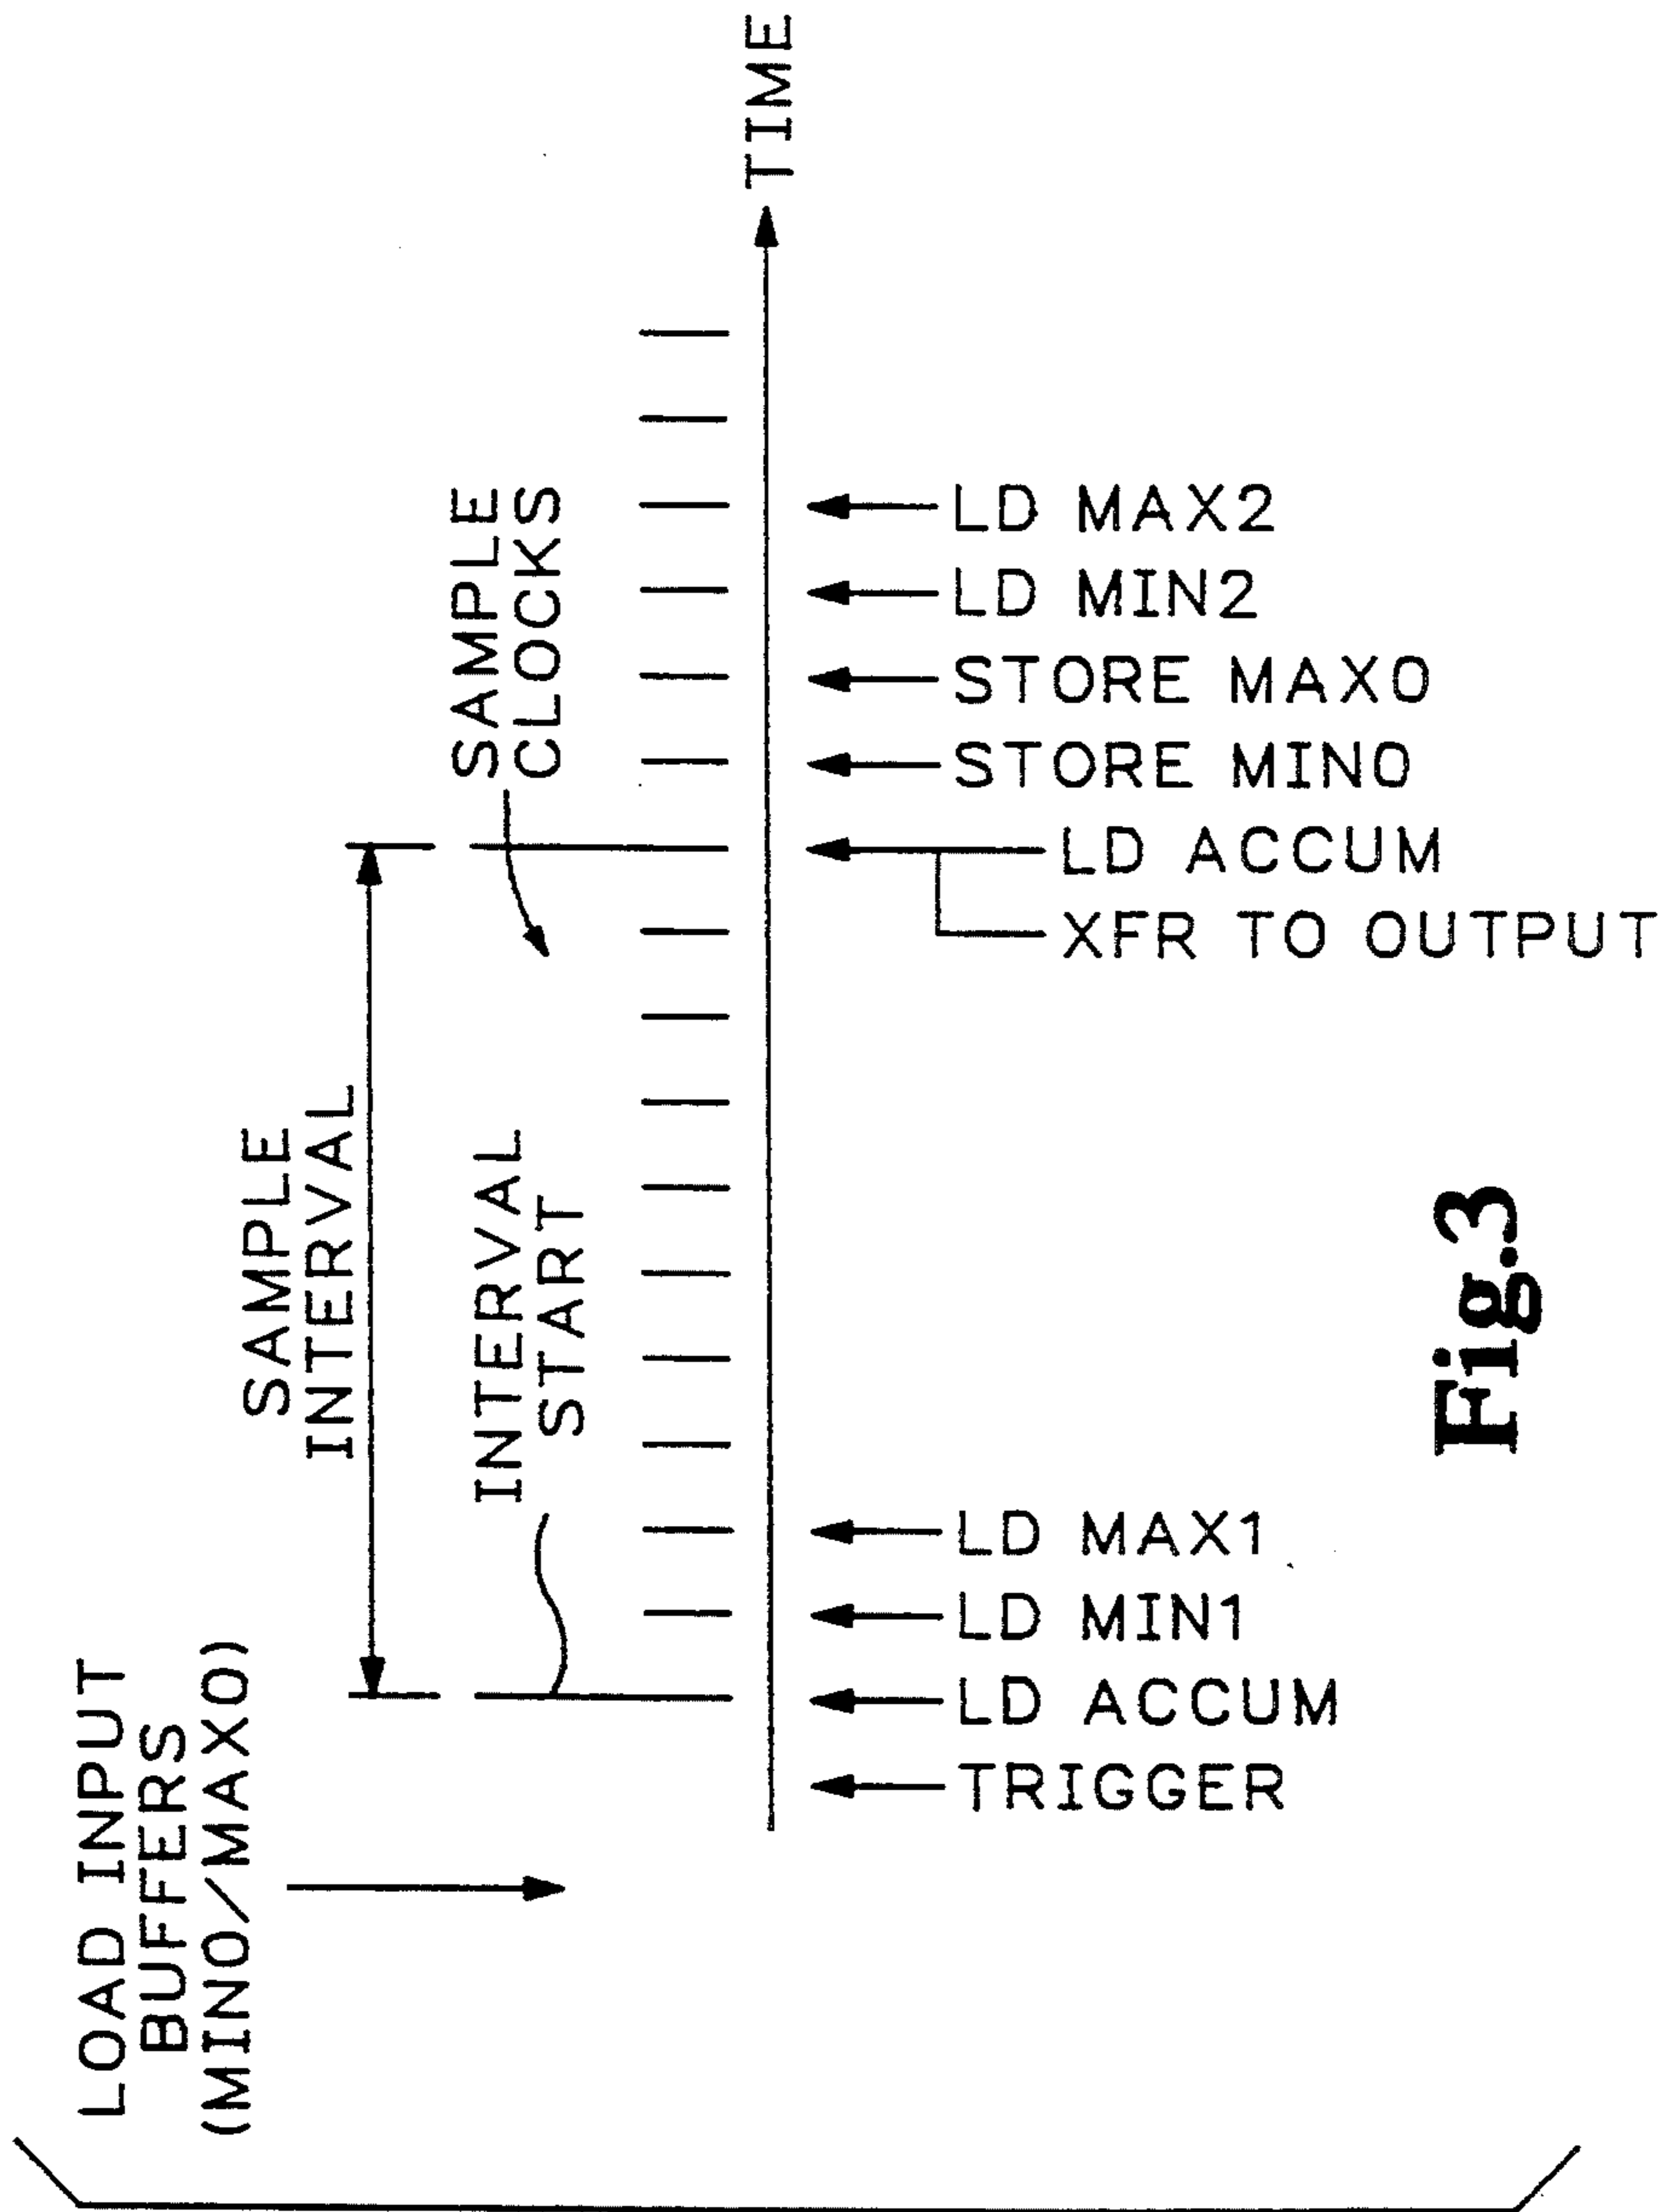 LOAD INPUT
BUFFERS
(MIN0/MAX0)
SAMPLE
INTERVAL
INTERVAL
START
SAMPLE
CLOCKS
TIME
TRIGGER
LD ACCUM
LD MIN1
LD MAX1
XFR TO OUTPUT
LD ACCUM
STORE MIN0
STORE MAX0
LD MIN2
LD MAX2
Fig.3